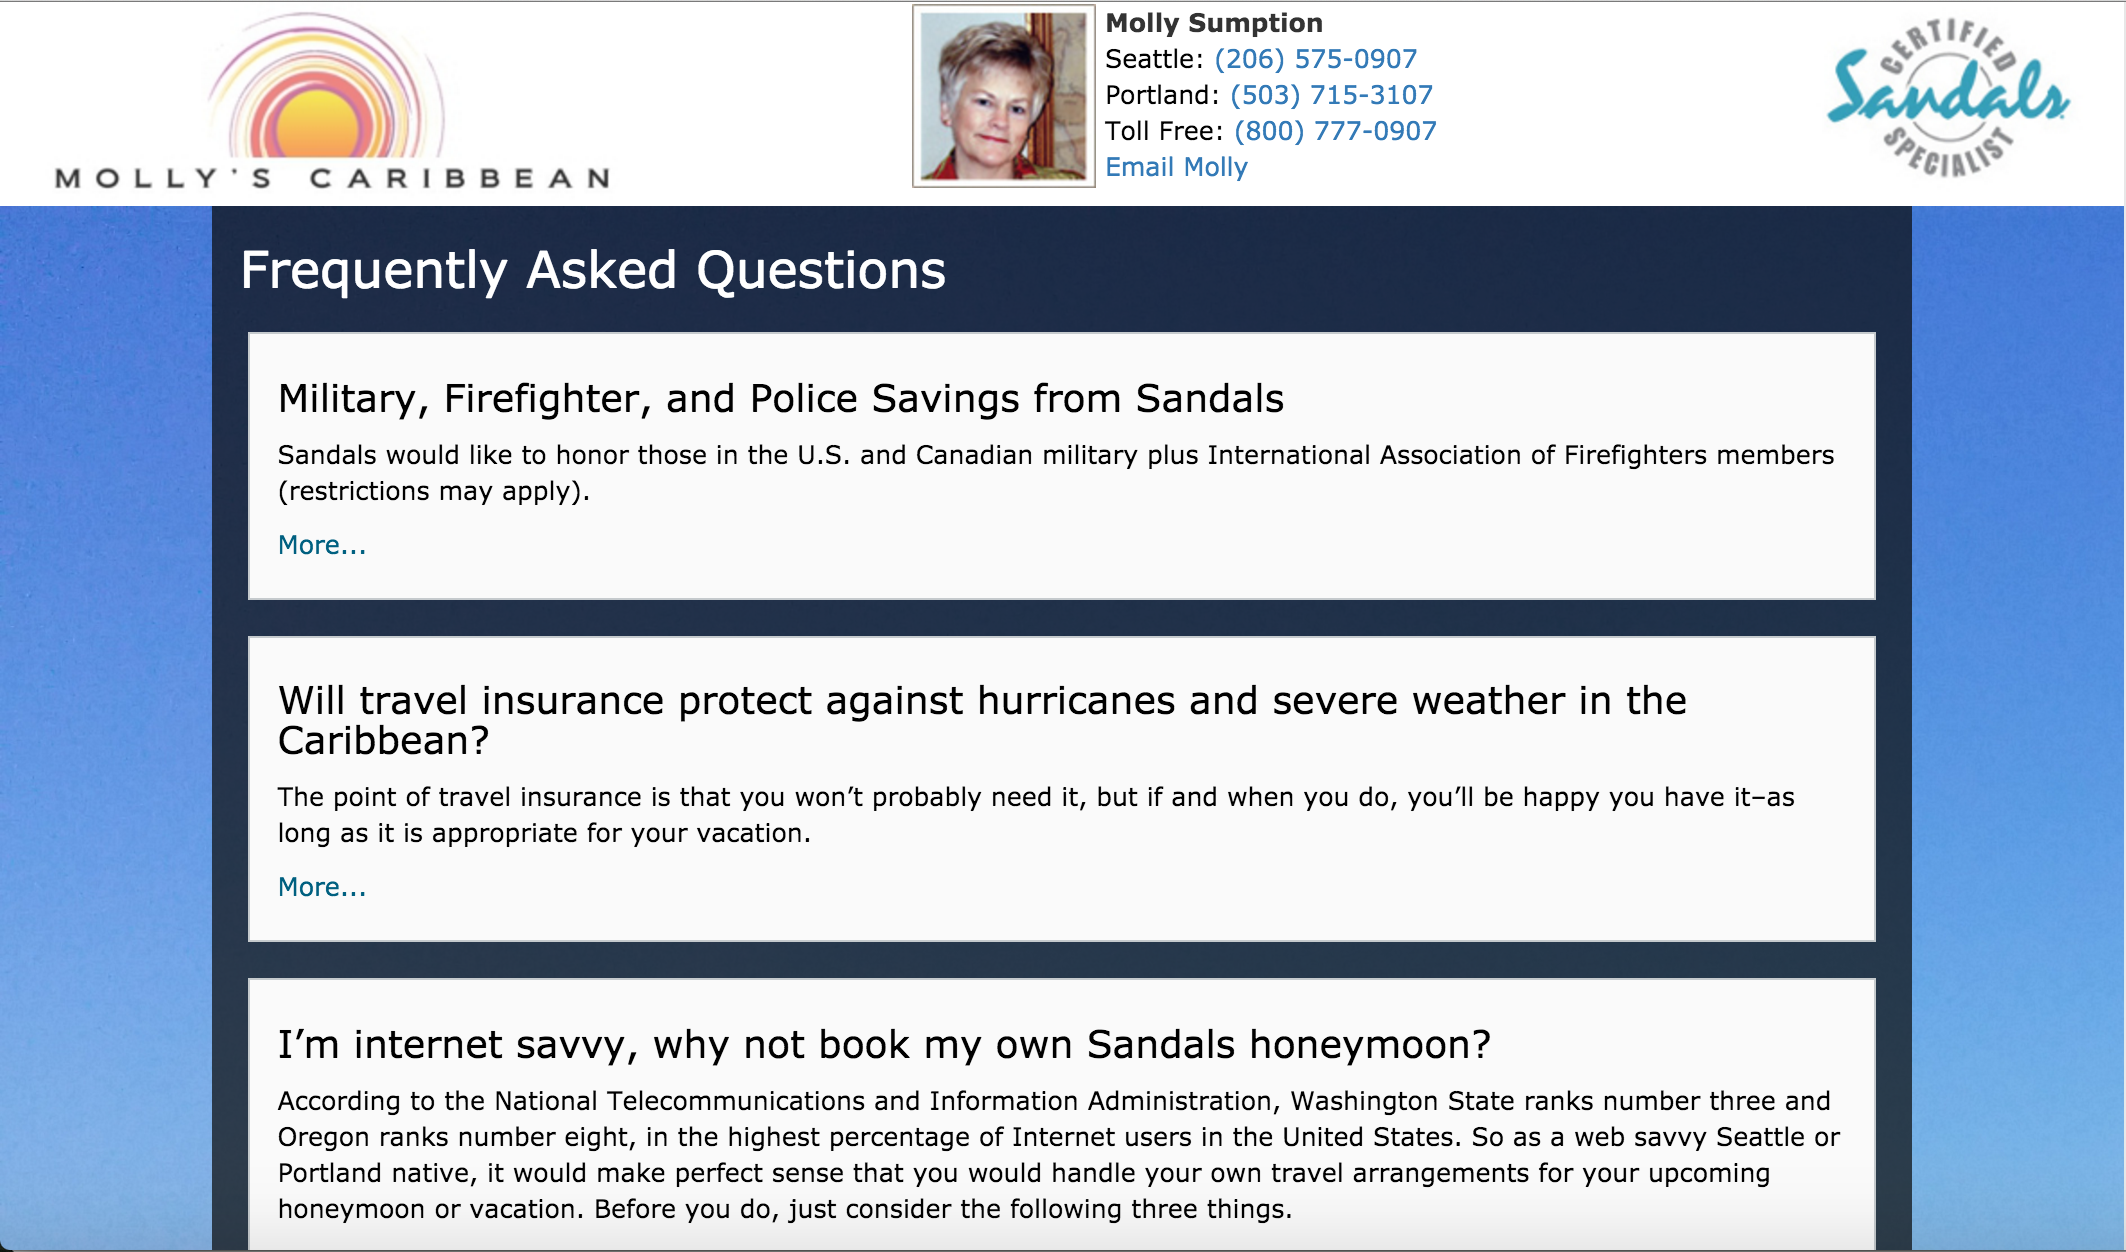 MOLLY'S CARIBBEAN
Molly Sumption
Seattle: (206) 575-0907
Portland: (503) 715-3107
Toll Free: (800) 777-0907
Email Molly
CERTIFIED
Sandals
SPECIALIST
Frequently Asked Questions
Military, Firefighter, and Police Savings from Sandals
Sandals would like to honor those in the U.S. and Canadian military plus International Association of Firefighters members
(restrictions may apply).
More...
Will travel insurance protect against hurricanes and severe weather in the
Caribbean?
The point of travel insurance is that you won’t probably need it, but if and when you do, you’ll be happy you have it–as
long as it is appropriate for your vacation.
More...
I’m internet savvy, why not book my own Sandals honeymoon?
According to the National Telecommunications and Information Administration, Washington State ranks number three and
Oregon ranks number eight, in the highest percentage of Internet users in the United States. So as a web savvy Seattle or
Portland native, it would make perfect sense that you would handle your own travel arrangements for your upcoming
honeymoon or vacation. Before you do, just consider the following three things.